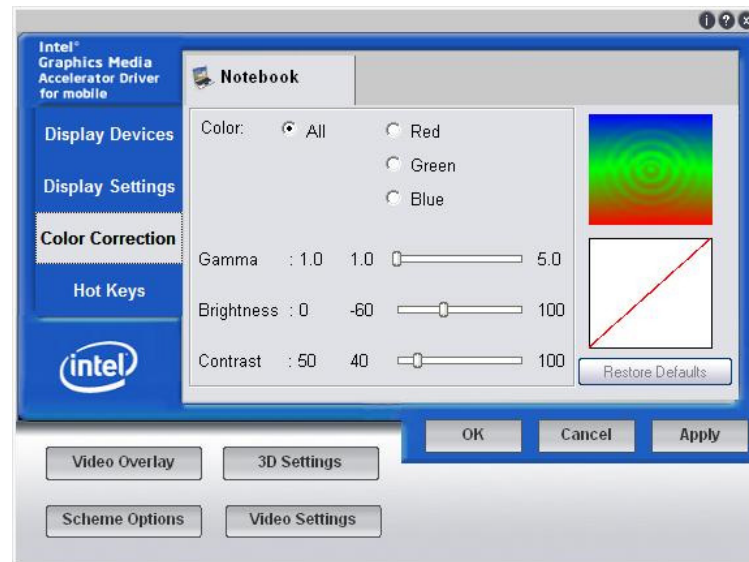 Intel®
Graphics Media
Accelerator Driver
for mobile
Notebook
Display Devices
Display Settings
Color Correction
Hot Keys
intel
Color: All Red
Green
Blue
Gamma : 1.0 1.0 5.0
Brightness : 0 -60 100
Contrast : 50 40 100
Restore Defaults
OK Cancel Apply
Video Overlay 3D Settings
Scheme Options Video Settings